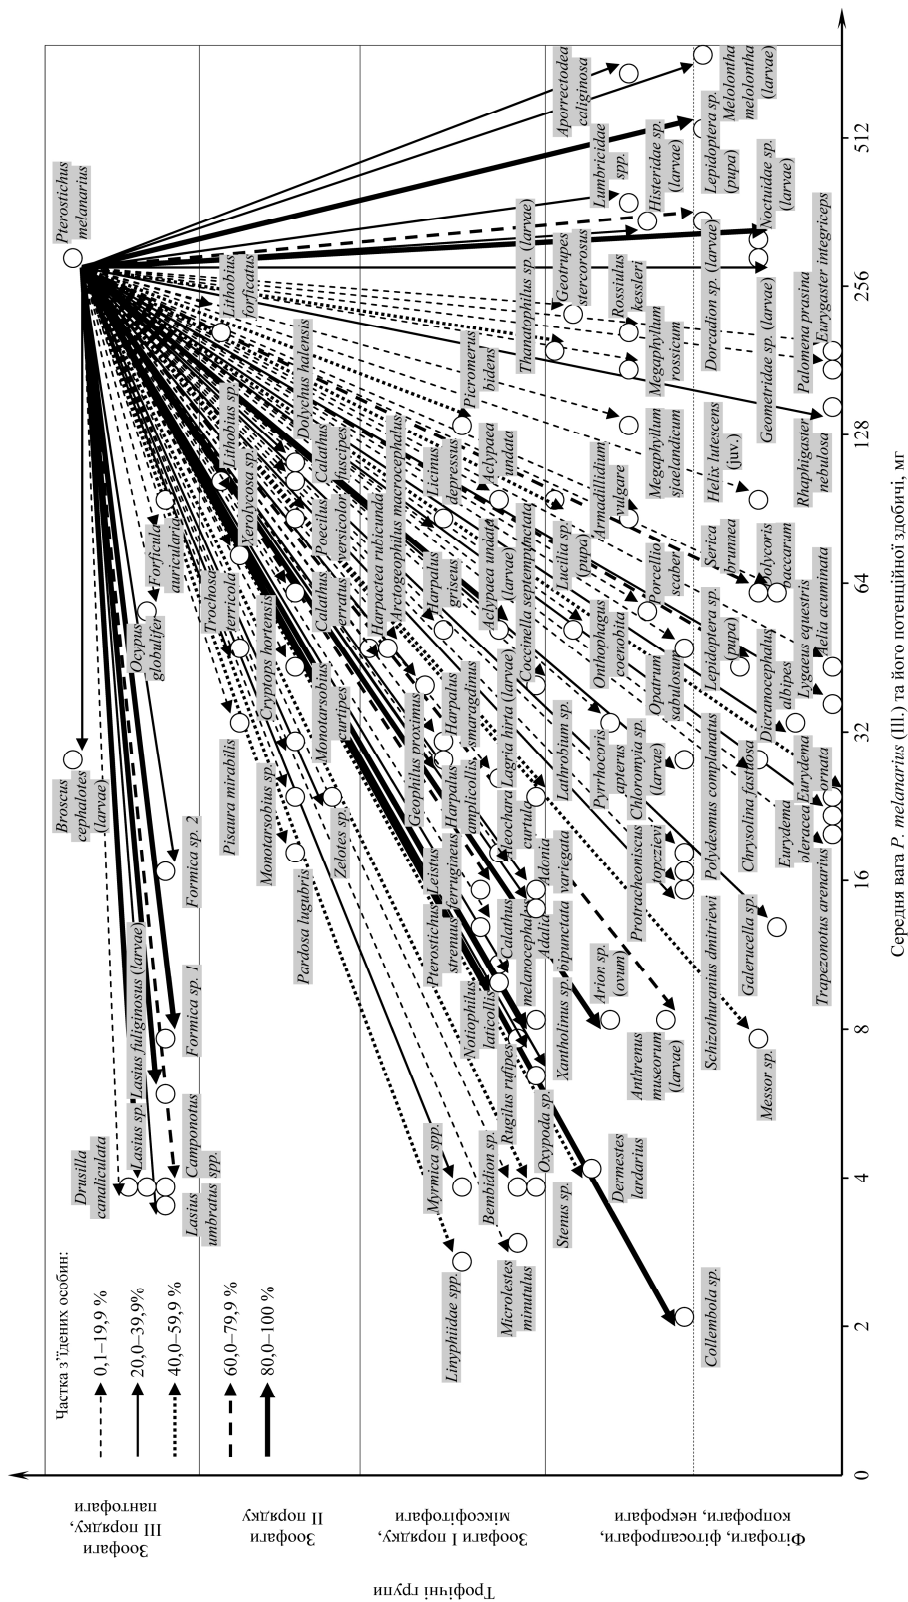 Частка з’їдених особин:
0,1–19,9 %
20,0–39,9%
40,0–59,9 %
60,0–79,9 %
80,0–100 %
Трофічні групи
Зоофаги
III порядку,
пантофаги
Зоофаги
II порядку
Зоофаги I порядку,
міксофітофаги
Фітофаги, фітосапрофаги,
копрофаги, некрофаги
Pterostichus
melanarius
Broscus
cephalotes
(larvae)
Drusilla
canaliculata
Lasius sp.
Lasius fuliginosus (larvae)
Lasius
umbratus
Camponotus
spp.
Formica sp. 1
Formica sp. 2
Ocypus
globulifer
Forficula
auricularia
Lithobius
forficatus
Lithobius sp.
Xerolycosa sp.
Trochosa
terricola
Pisaura mirabilis
Cryptops hortensis
Monotarsobius sp.
Pardosa lugubris
Zelotes sp.
Monotarsobius
curtipes
Calathus
erratus
Poecilus
versicolor
Calathus
fuscipes
Dolychus halensis
Harpactea rubicunda
Arctogeophilus macrocephalus
Geophilus proximus
Harpalus
griseus
Licinus
depressus
Picromerus
bidens
Aclypaea
undata
Aclypaea unaata
(larvae)
Coccinella septempunctata
Harpalus
smaragdinus
Harpalus
amplicollis
Lagria hirta (larvae)
Aleochara
curtula
Leistus
ferrugineus
Pterostichus
strenuus
Calathus
melanocephalus
Adonia
variegata
Adalia
bipunctata
Notiophilus
laticollis
Rugilus rufipes
Xantholinus sp.
Oxypoda sp.
Myrmica spp.
Bembidion sp.
Stenus sp.
Linyphiidae spp.
Microlestes
minutulus
Aporrectodea
caliginosa
Lumbricidae
spp.
Histeridae sp.
(larvae)
Lepidoptera sp.
(pupa)
Melolontha
melolontha
(larvae)
Noctuidae sp.
(larvae)
Thanatophilus sp. (larvae)
Geotrupes
stercorosus
Rossiulus
kessleri
Megaphyllum
rossicum
Dorcadion sp. (larvae)
Geometridae sp. (larvae)
Palomena prasina
Eurygaster integriceps
Rhaphigaster
nebulosa
Megaphyllum
sjaelandicum
Helix lutescens
(juv.)
Armadillidium
vulgare
Lucilia sp.
(pupa)
Porcellio
scaber
Serica
brunnea
Dolycoris
baccarum
Onthophagus
coenobita
Opatrum
sabulosum
Lepidoptera sp.
(pupa)
Dicranocephalus
albipes
Lygaeus equestris
Aelia acuminata
Lathrobium sp.
Pyrrhocoris
apterus
Chloromyia sp.
(larvae)
Polydesmus complanatus
Chrysolina fastuosa
Eurydema
oleracea
Eurydema
ornata
Protracheoniscus
topczievi
Schizothuranius dmitriewi
Galerucella sp.
Trapezonotus arenarius
Arion sp.
(ovum)
Anthrenus
museorum
(larvae)
Messor sp.
Dermestes
lardarius
Collembola sp.
0
2
4
8
16
32
64
128
256
512
Середня вага P. melanarius (Ill.) та його потенційної здобичі, мг